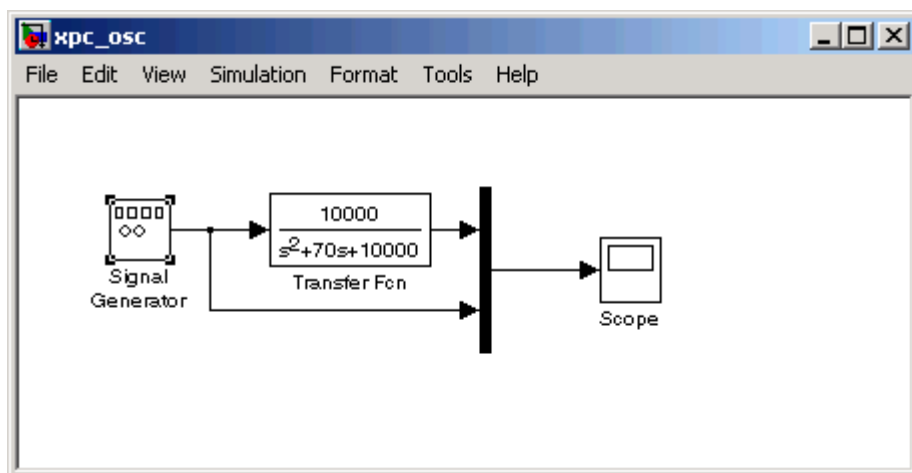 xpc_osc
File Edit View Simulation Format Tools Help
10000
s²+70s+10000
Transfer Fcn
Signal
Generator
Scope